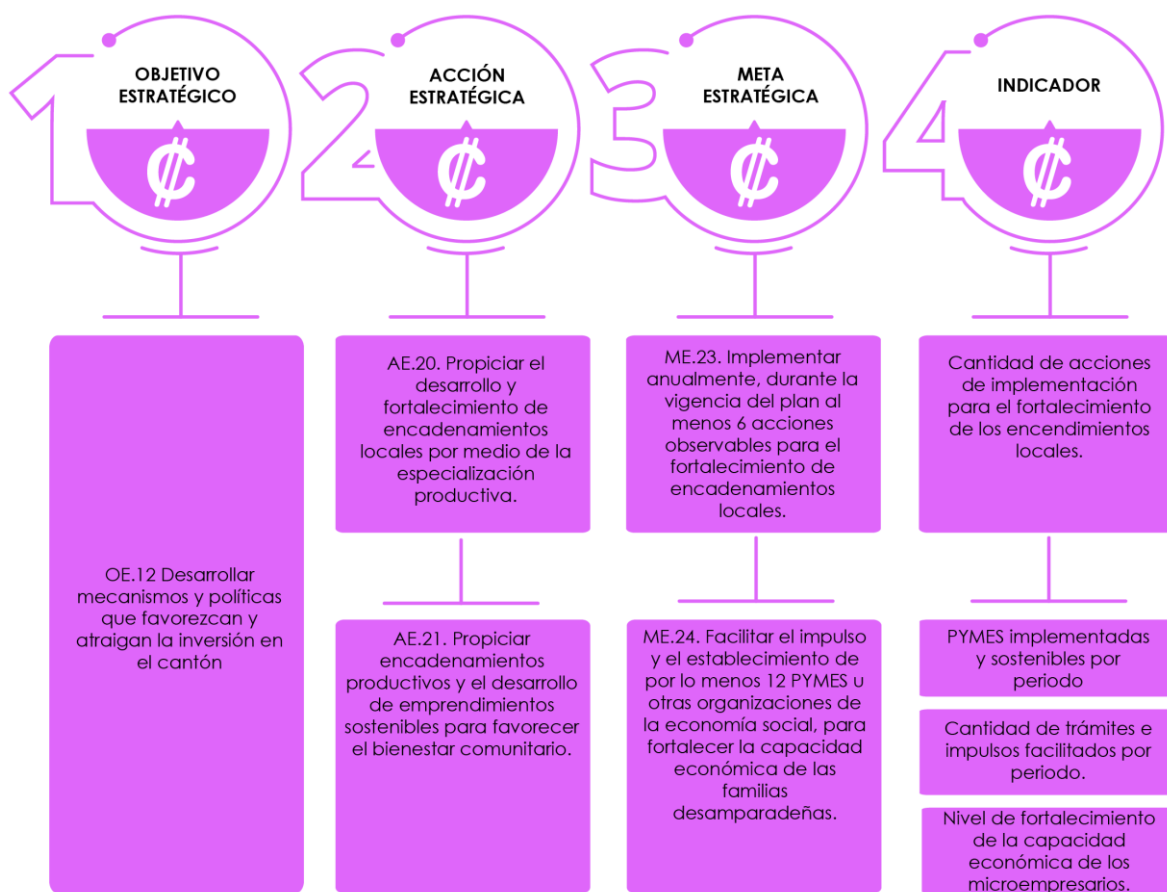 1
OBJETIVO
ESTRATÉGICO
₡
2
ACCIÓN
ESTRATÉGICA
₡
3
META
ESTRATÉGICA
₡
4
INDICADOR
₡
OE.12 Desarrollar
mecanismos y políticas
que favorezcan y
atraigan la inversión en
el cantón
AE.20. Propiciar el
desarrollo y
fortalecimiento de
encadenamientos
locales por medio de la
especialización
productiva.
ME.23. Implementar
anualmente, durante la
vigencia del plan al
menos 6 acciones
observables para el
fortalecimiento de
encadenamientos
locales.
Cantidad de acciones
de implementación
para el fortalecimiento
de los encendimientos
locales.
AE.21. Propiciar
encadenamientos
productivos y el desarrollo
de emprendimientos
sostenibles para favorecer
el bienestar comunitario.
ME.24. Facilitar el impulso
y el establecimiento de
por lo menos 12 PYMES u
otras organizaciones de
la economía social, para
fortalecer la capacidad
económica de las
familias
desamparadeñas.
PYMES implementadas
y sostenibles por
periodo
Cantidad de trámites e
impulsos facilitados por
periodo.
Nivel de fortalecimiento
de la capacidad
económica de los
microempresarios.